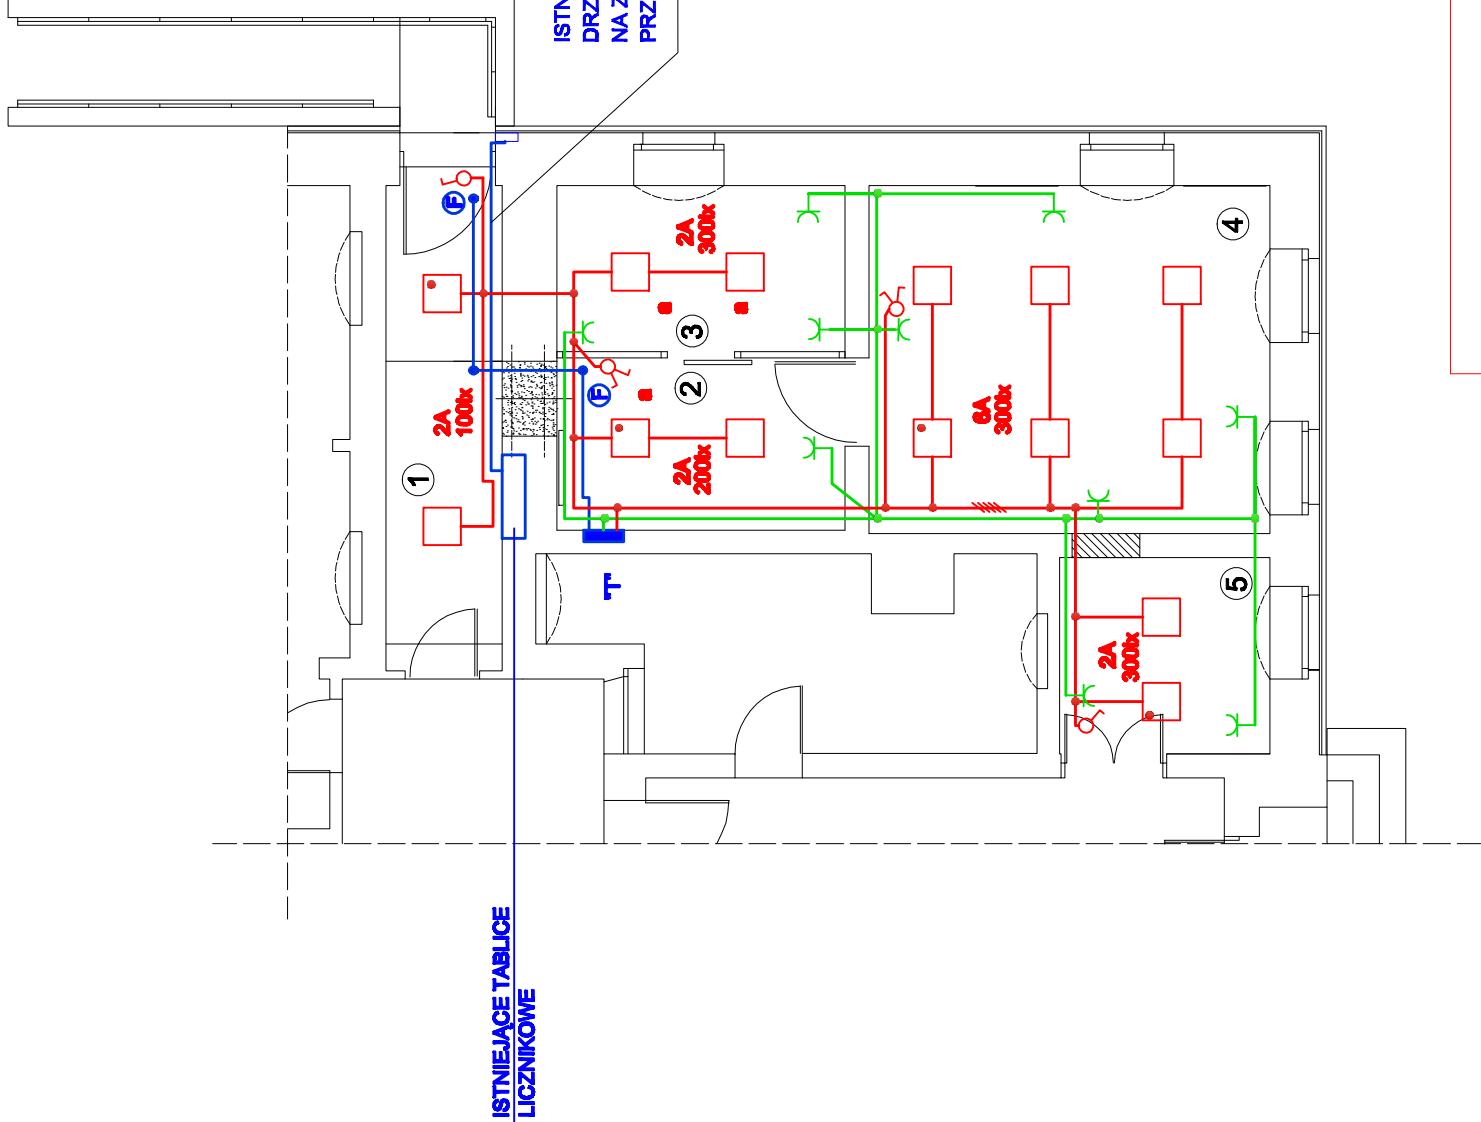 ISTN
DRZ
NA Z
PRZ
F
2A
300lx
4
a
a
3
2
F
a
2A
100lx
6A
300lx
1
2A
200lx
"T"
5
2A
300lx
ISTNIEJĄCE TABLICE
LICZNIKOWE